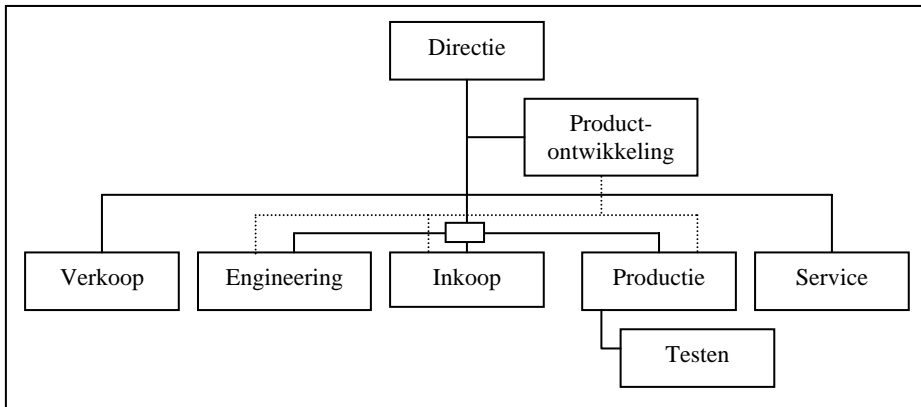 Directie
Product-
ontwikkeling
Verkoop
Engineering
Inkoop
Productie
Service
Testen